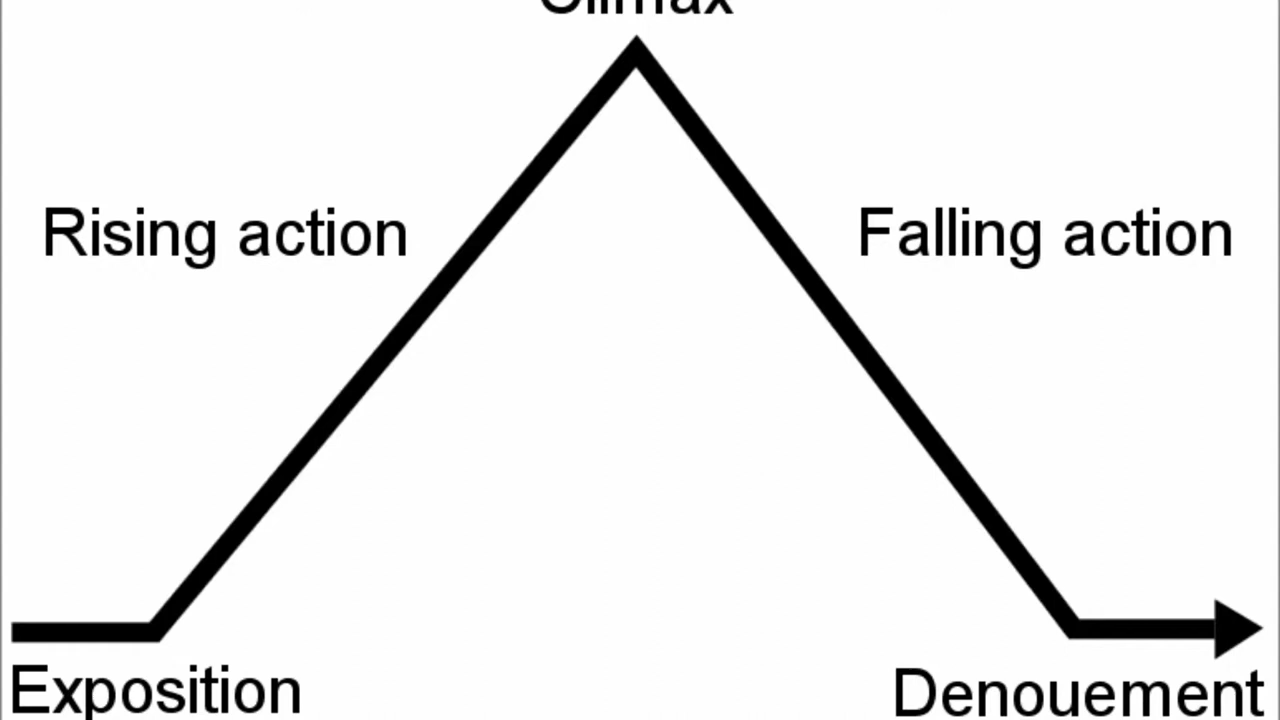 Climax
Rising action
Falling action
Exposition
Denouement